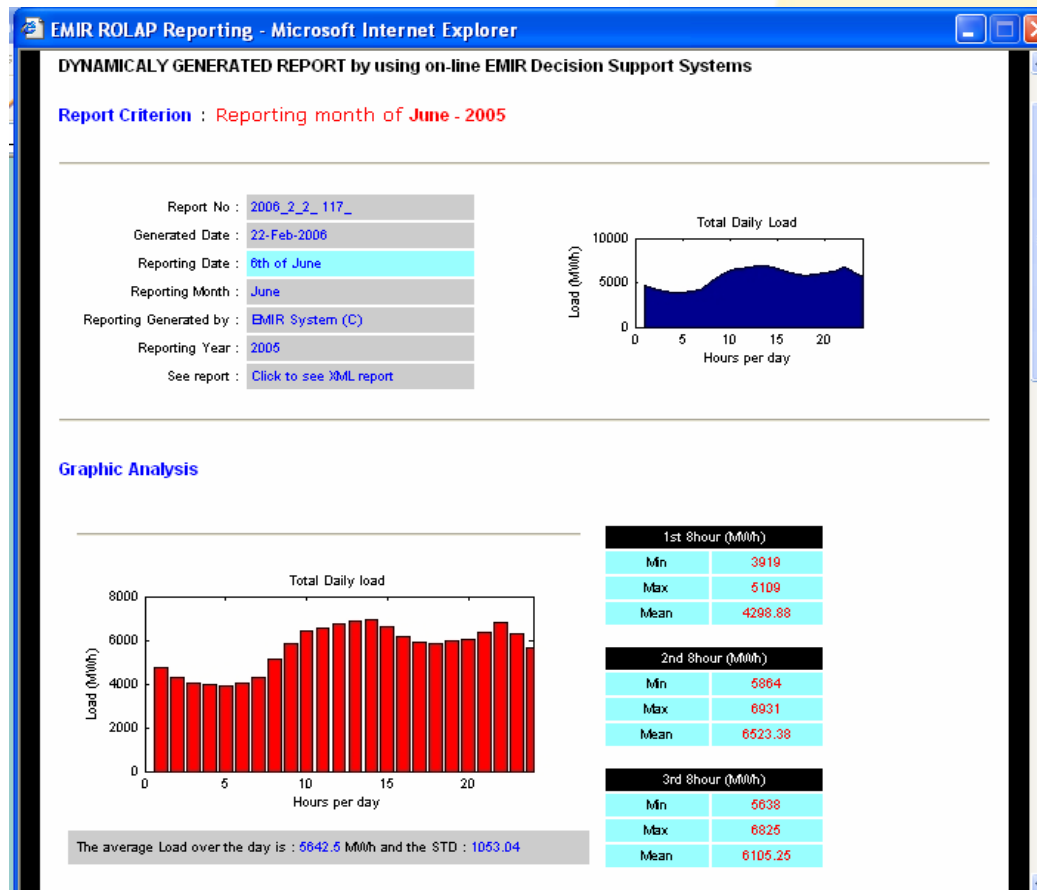 EMIR ROLAP Reporting - Microsoft Internet Explorer
DYNAMICALY GENERATED REPORT by using on-line EMIR Decision Support Systems
Report Criterion : Reporting month of June - 2005
Report No : 2006_2_2_ 117_
Generated Date : 22-Feb-2006
Reporting Date : 6th of June
Reporting Month : June
Reporting Generated by : EMIR System (C)
Reporting Year : 2005
See report : Click to see XML report
Total Daily Load
10000
5000
0
Load (MWh)
0 5 10 15 20
Hours per day
Graphic Analysis
Total Daily load
8000
6000
4000
2000
0
Load (MWh)
0 5 10 15 20
Hours per day
The average Load over the day is : 5642.5 MWh and the STD : 1053.04
1st 8hour (MWh)
Min 3919
Max 5109
Mean 4298.88
2nd 8hour (MWh)
Min 5864
Max 6931
Mean 6523.38
3rd 8hour (MWh)
Min 5638
Max 6825
Mean 6105.25